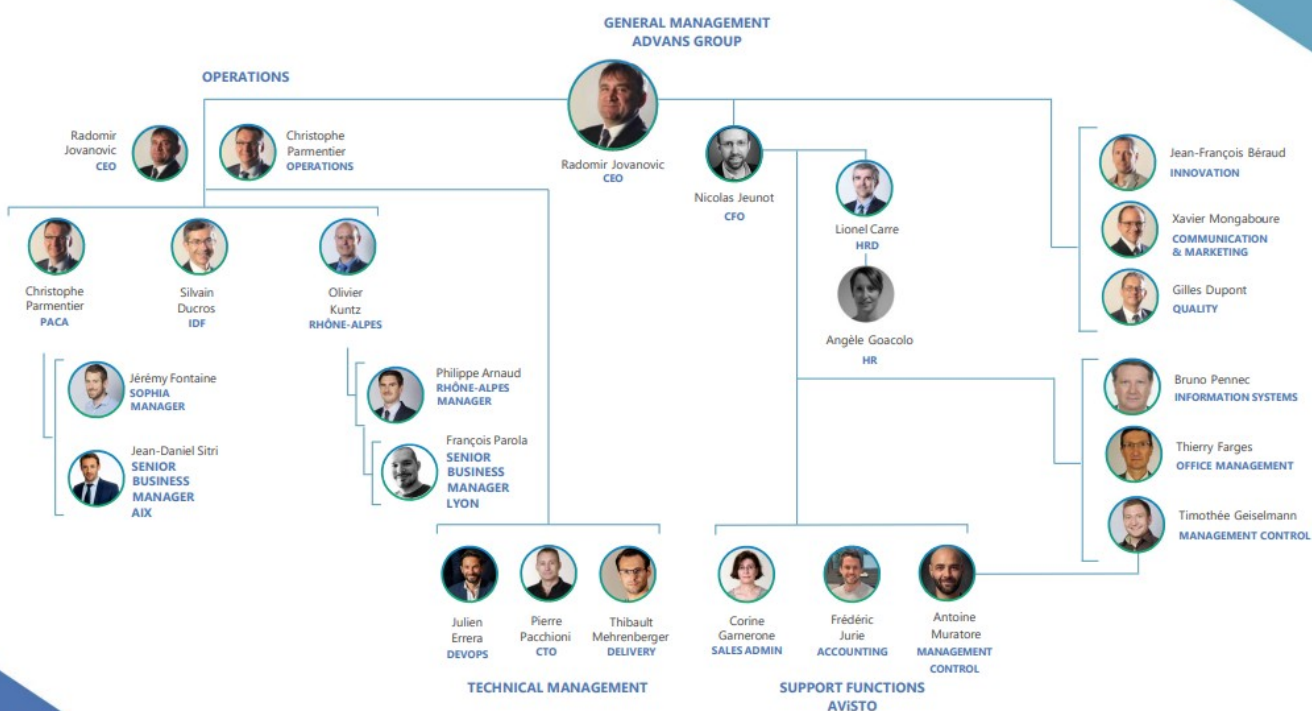 GENERAL MANAGEMENT
ADVANS GROUP
OPERATIONS
Radomir
Jovanovic
CEO
Christophe
Parmentier
OPERATIONS
Radomir Jovanovic
CEO
Nicolas Jeunot
CFO
Lionel Carre
HRD
Angèle Goacolo
HR
Jean-François Béraud
INNOVATION
Xavier Mongaboure
COMMUNICATION
& MARKETING
Gilles Dupont
QUALITY
Christophe
Parmentier
PACA
Silvain
Ducros
IDF
Olivier
Kuntz
RHÔNE-ALPES
Jérémy Fontaine
SOPHIA
MANAGER
Jean-Daniel Sitri
SENIOR
BUSINESS
MANAGER
AIX
Philippe Arnaud
RHÔNE-ALPES
MANAGER
François Parola
SENIOR
BUSINESS
MANAGER
LYON
Bruno Pennec
INFORMATION SYSTEMS
Thierry Farges
OFFICE MANAGEMENT
Timothée Geiselmann
MANAGEMENT CONTROL
Julien
Errera
DEVOPS
Pierre
Pacchioni
CTO
Thibault
Mehrenberger
DELIVERY
Corine
Garnerone
SALES ADMIN
Frédéric
Jurie
ACCOUNTING
Antoine
Muratore
MANAGEMENT
CONTROL
TECHNICAL MANAGEMENT
SUPPORT FUNCTIONS
AViSTO